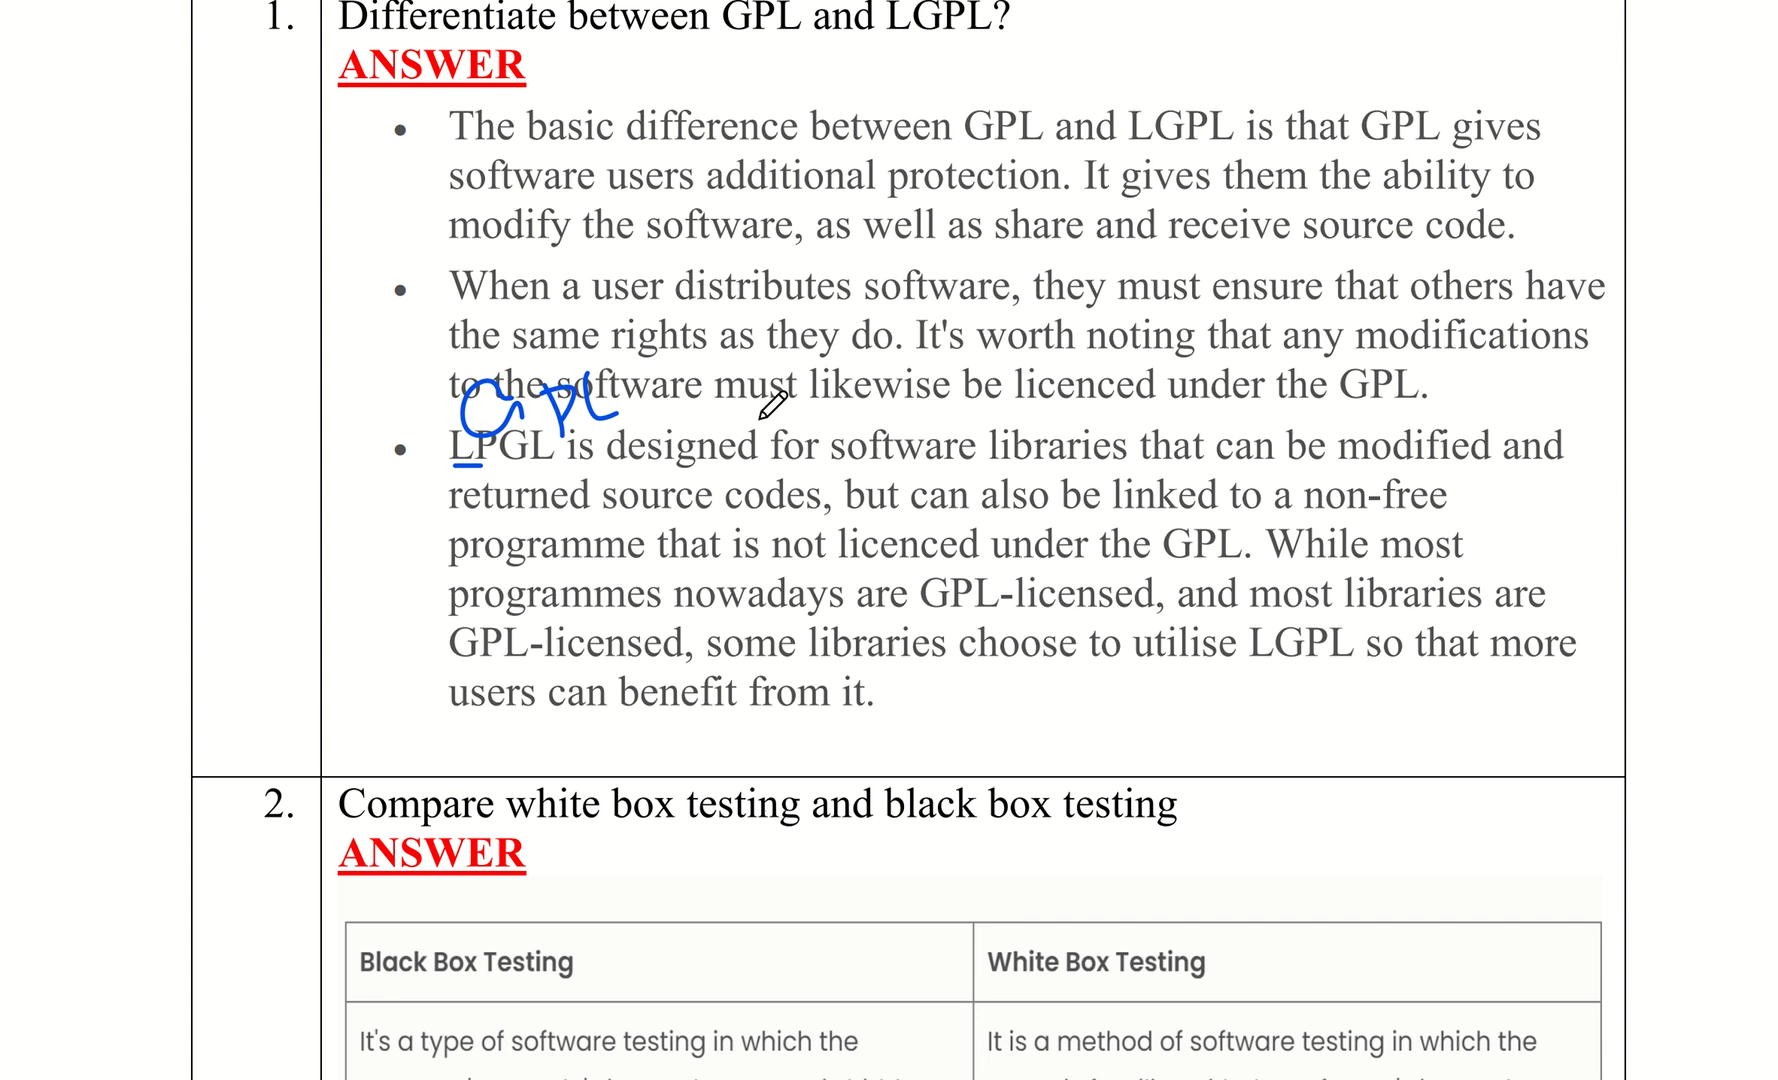 1. Differentiate between GPL and LGPL?
ANSWER
• The basic difference between GPL and LGPL is that GPL gives
software users additional protection. It gives them the ability to
modify the software, as well as share and receive source code.
• When a user distributes software, they must ensure that others have
the same rights as they do. It's worth noting that any modifications
to the software must likewise be licenced under the GPL.
GPL
• LPGL is designed for software libraries that can be modified and
returned source codes, but can also be linked to a non-free
programme that is not licenced under the GPL. While most
programmes nowadays are GPL-licensed, and most libraries are
GPL-licensed, some libraries choose to utilise LGPL so that more
users can benefit from it.
2. Compare white box testing and black box testing
ANSWER
Black Box Testing White Box Testing
It's a type of software testing in which the It is a method of software testing in which the